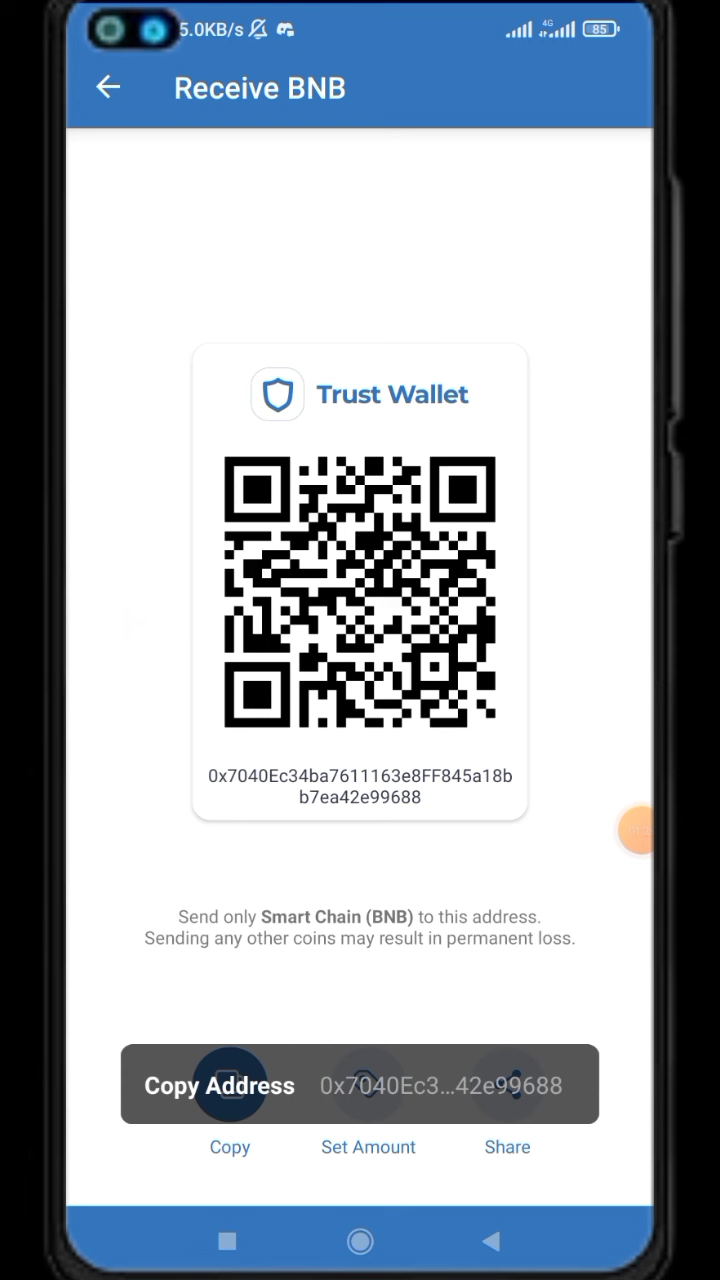 5.0KB/s 4G 85
Receive BNB
Trust Wallet
0x7040Ec34ba7611163e8FF845a18b
b7ea42e99688
Send only Smart Chain (BNB) to this address.
Sending any other coins may result in permanent loss.
Copy Address 0x7040Ec3...42e99688
Copy Set Amount Share